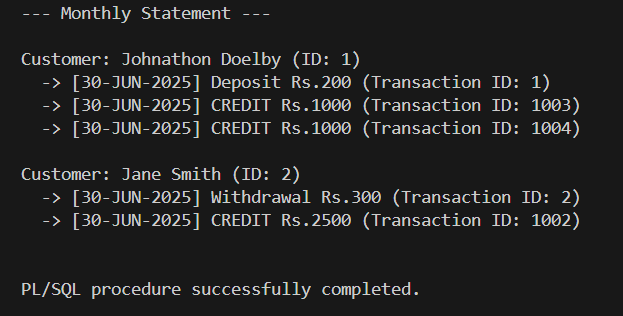 --- Monthly Statement ---
Customer: Johnathon Doelby (ID: 1)
-> [30-JUN-2025] Deposit Rs.200 (Transaction ID: 1)
-> [30-JUN-2025] CREDIT Rs.1000 (Transaction ID: 1003)
-> [30-JUN-2025] CREDIT Rs.1000 (Transaction ID: 1004)
Customer: Jane Smith (ID: 2)
-> [30-JUN-2025] Withdrawal Rs.300 (Transaction ID: 2)
-> [30-JUN-2025] CREDIT Rs.2500 (Transaction ID: 1002)
PL/SQL procedure successfully completed.